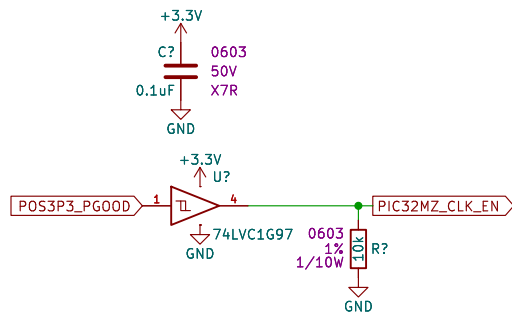 +3.3V
C?
0603
50V
0.1uF
X7R
GND
+3.3V
U?
POS3P3_PGOOD
1
4
PIC32MZ_CLK_EN
74LVC1G97
GND
0603
1%
1/10W
10k
R?
GND